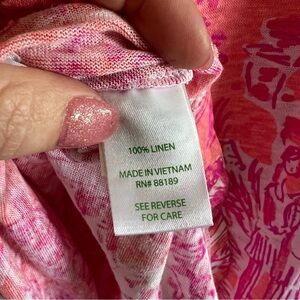 100% LINEN
MADE IN VIETNAM
RN# 88189
SEE REVERSE
FOR CARE